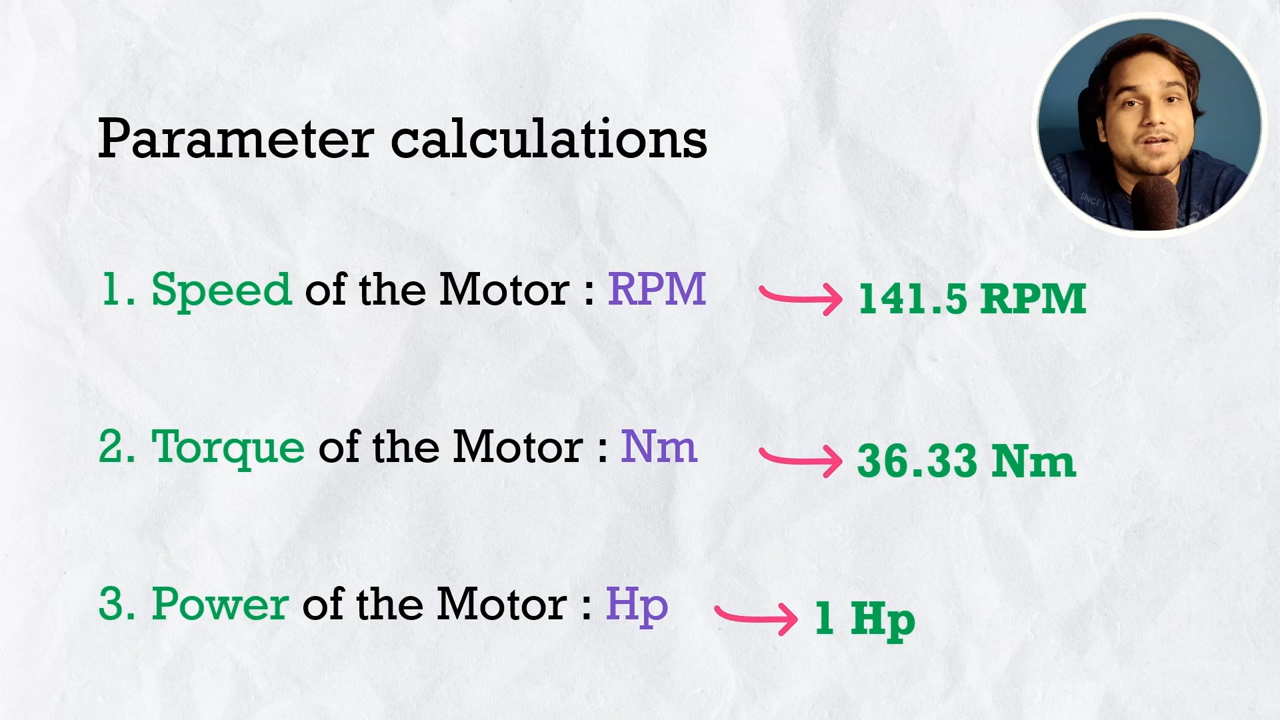 Parameter calculations
1. Speed of the Motor : RPM
141.5 RPM
2. Torque of the Motor : Nm
36.33 Nm
3. Power of the Motor : Hp
1 Hp